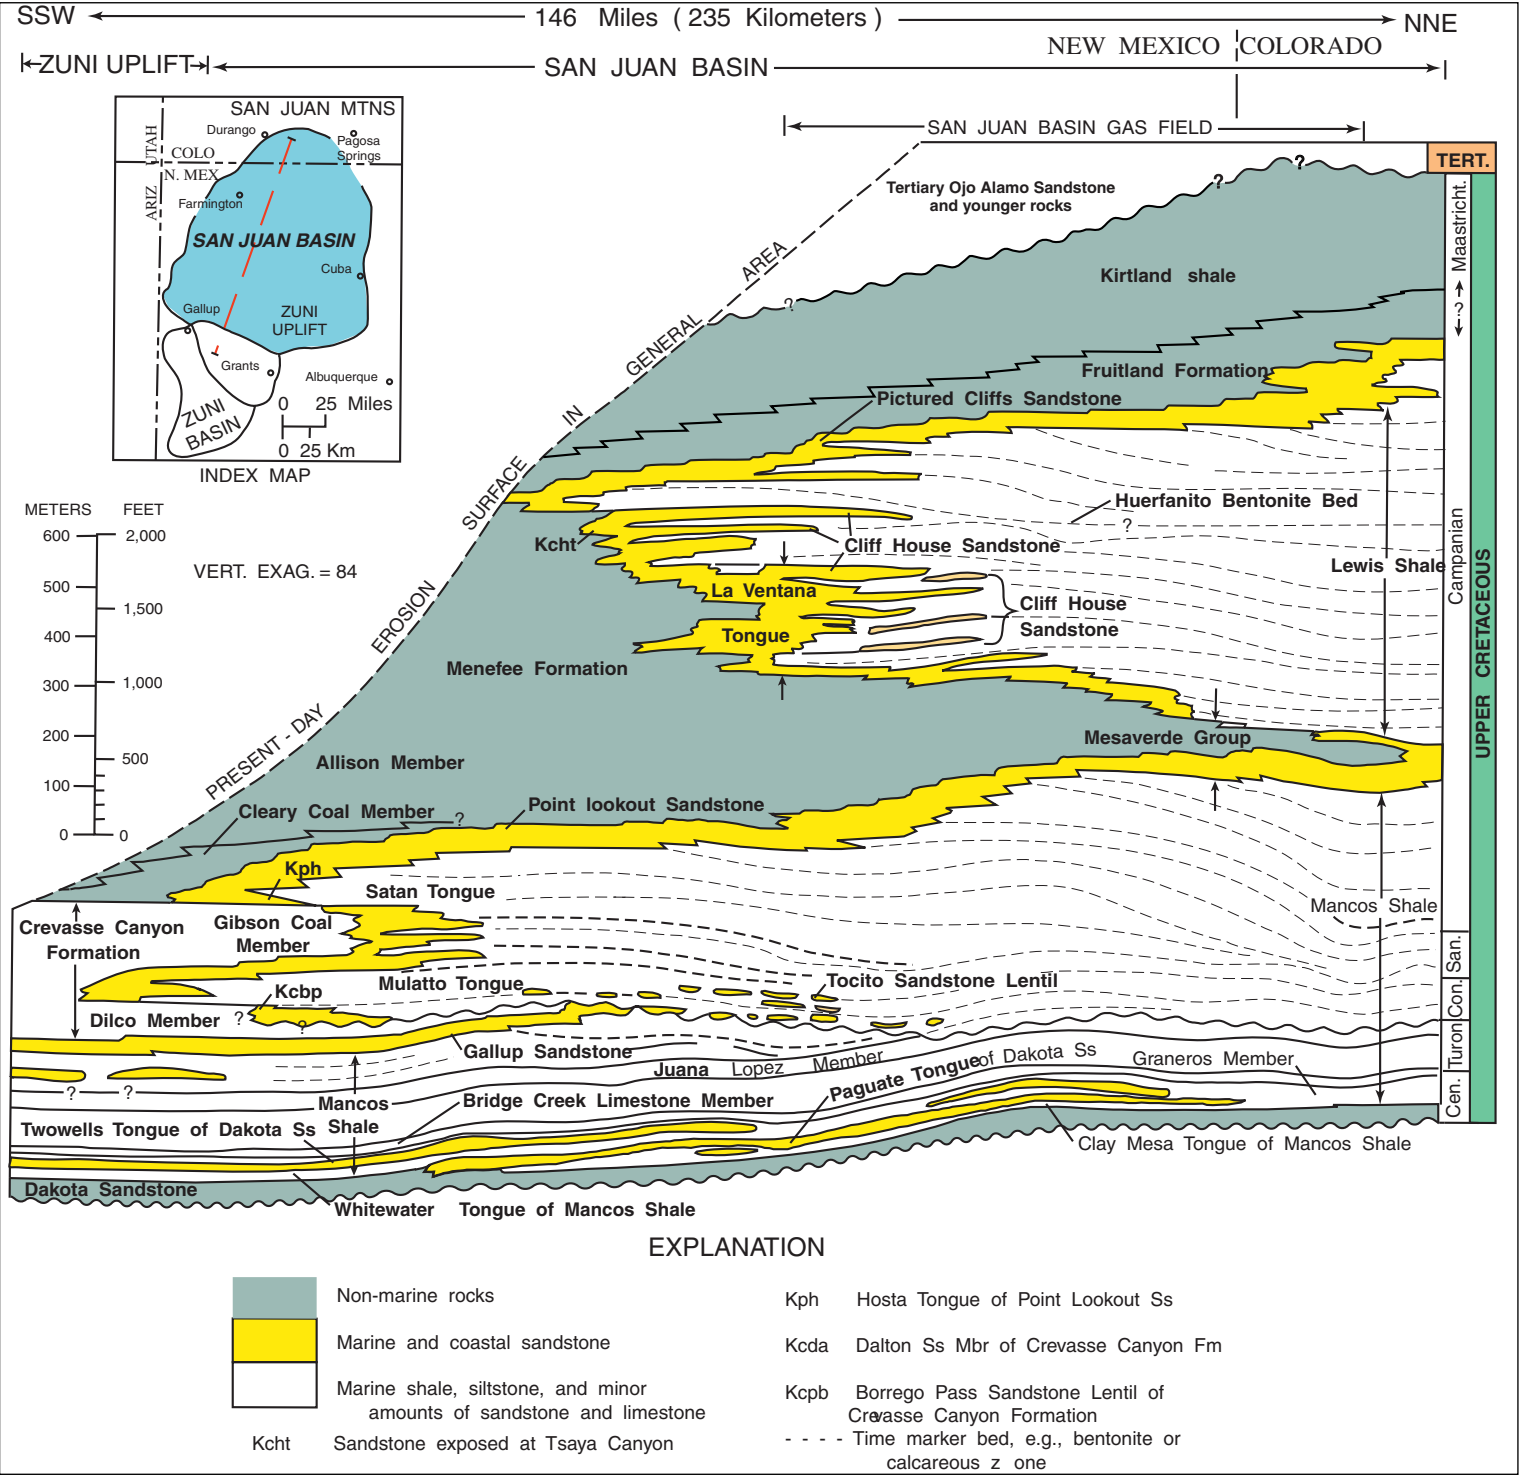 SSW
146 Miles ( 235 Kilometers )
NNE
NEW MEXICO
COLORADO
ZUNI UPLIFT
SAN JUAN BASIN
SAN JUAN BASIN GAS FIELD
SAN JUAN MTNS
Durango
Pagosa
Springs
UTAH
COLO
N. MEX
ARIZ
Farmington
SAN JUAN BASIN
Cuba
Gallup
ZUNI
UPLIFT
Grants
Albuquerque
ZUNI
BASIN
0 25 Miles
0 25 Km
INDEX MAP
METERS FEET
600 2,000
500
1,500
400
300
1,000
200
500
100
0 0
VERT. EXAG. = 84
PRESENT - DAY EROSION SURFACE IN GENERAL AREA
TERT.
Tertiary Ojo Alamo Sandstone
and younger rocks
?
?
?
Kirtland shale
Maastricht.
?
Fruitland Formation
Pictured Cliffs Sandstone
Huerfanito Bentonite Bed
?
Kcht
Cliff House Sandstone
Lewis Shale
Campanian
UPPER CRETACEOUS
La Ventana
Tongue
Cliff House
Sandstone
Menefee Formation
Mesaverde Group
Allison Member
Cleary Coal Member
?
Point lookout Sandstone
Kph
Satan Tongue
Mancos Shale
Crevasse Canyon
Formation
Gibson Coal
Member
San.
Mulatto Tongue
Tocito Sandstone Lentil
Kcbp
Con.
Dilco Member
?
?
Gallup Sandstone
Juana Lopez Member
Paguate Tongue of Dakota Ss
Graneros Member
Turon
? ?
Mancos
Shale
Bridge Creek Limestone Member
Cen.
Twowells Tongue of Dakota Ss
Clay Mesa Tongue of Mancos Shale
Dakota Sandstone
Whitewater Tongue of Mancos Shale
EXPLANATION
Non-marine rocks
Marine and coastal sandstone
Marine shale, siltstone, and minor
amounts of sandstone and limestone
Kcht Sandstone exposed at Tsaya Canyon
Kph Hosta Tongue of Point Lookout Ss
Kcda Dalton Ss Mbr of Crevasse Canyon Fm
Kcpb Borrego Pass Sandstone Lentil of
Crevasse Canyon Formation
- - - - Time marker bed, e.g., bentonite or
calcareous z one